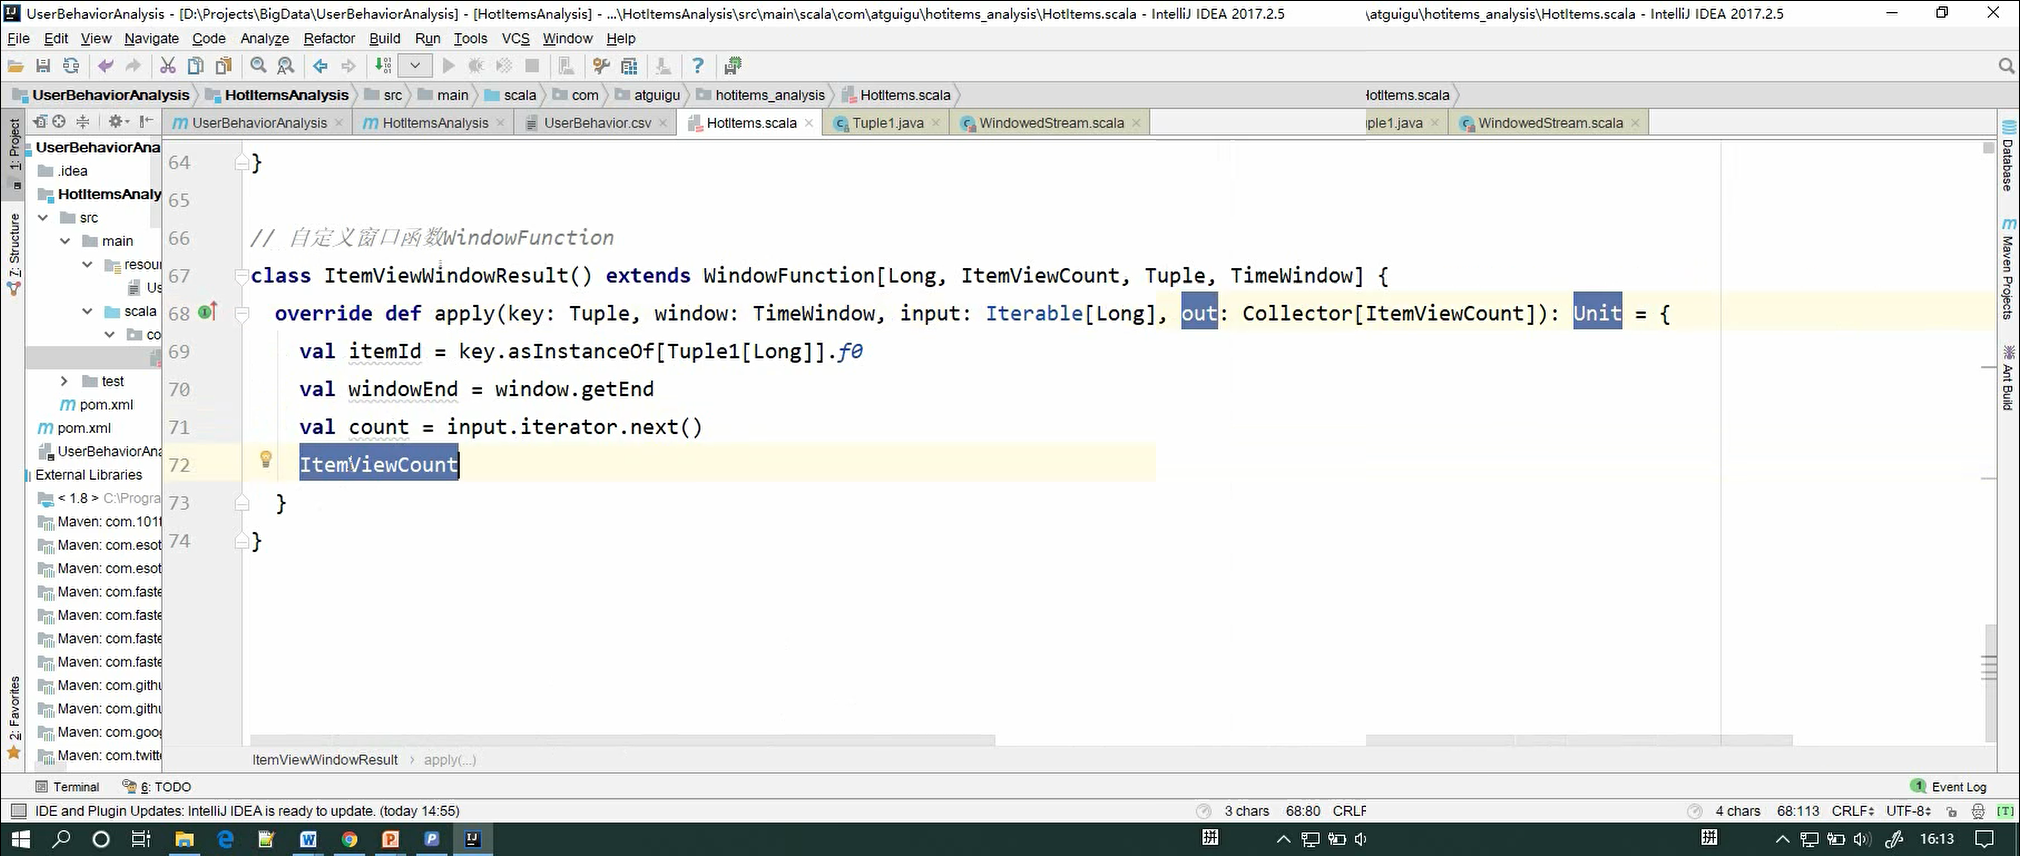 UserBehaviorAnalysis - [D:\Projects\BigData\UserBehaviorAnalysis] - [HotItemsAnalysis] - ...\HotItemsAnalysis\src\main\scala\com\atguigu\hotitems_analysis\HotItems.scala - IntelliJ IDEA 2017.2.5 \atguigu\hotitems_analysis\HotItems.scala - IntelliJ IDEA 2017.2.5
File Edit View Navigate Code Analyze Refactor Build Run Tools VCS Window Help
UserBehaviorAnalysis HotItemsAnalysis src main scala com atguigu hotitems_analysis HotItems.scala lotItems.scala
UserBehaviorAnalysis HotItemsAnalysis UserBehavior.csv HotItems.scala Tuple1.java WindowedStream.scala ple1.java WindowedStream.scala
1: Project
7: Structure
2: Favorites
UserBehaviorAna
.idea
HotItemsAnaly
src
main
resou
Us
scala
co
test
pom.xml
pom.xml
UserBehaviorAna
External Libraries
< 1.8 > C:\Progra
Maven: com.101t
Maven: com.esot
Maven: com.esot
Maven: com.faste
Maven: com.faste
Maven: com.faste
Maven: com.faste
Maven: com.githu
Maven: com.githu
Maven: com.goog
Maven: com.twitte
64 }
65
66 // 自定义窗口函数WindowFunction
67 class ItemViewWindowResult() extends WindowFunction[Long, ItemViewCount, Tuple, TimeWindow] {
68 override def apply(key: Tuple, window: TimeWindow, input: Iterable[Long], out: Collector[ItemViewCount]): Unit = {
69 val itemId = key.asInstanceOf[Tuple1[Long]].f0
70 val windowEnd = window.getEnd
71 val count = input.iterator.next()
72 ItemViewCount
73 }
74 }
Database
Maven Projects
Ant Build
ItemViewWindowResult apply(...)
Terminal 6: TODO 1 Event Log
IDE and Plugin Updates: IntelliJ IDEA is ready to update. (today 14:55) 3 chars 68:80 CRLF 4 chars 68:113 CRLF UTF-8 [T]
拼 拼 16:13